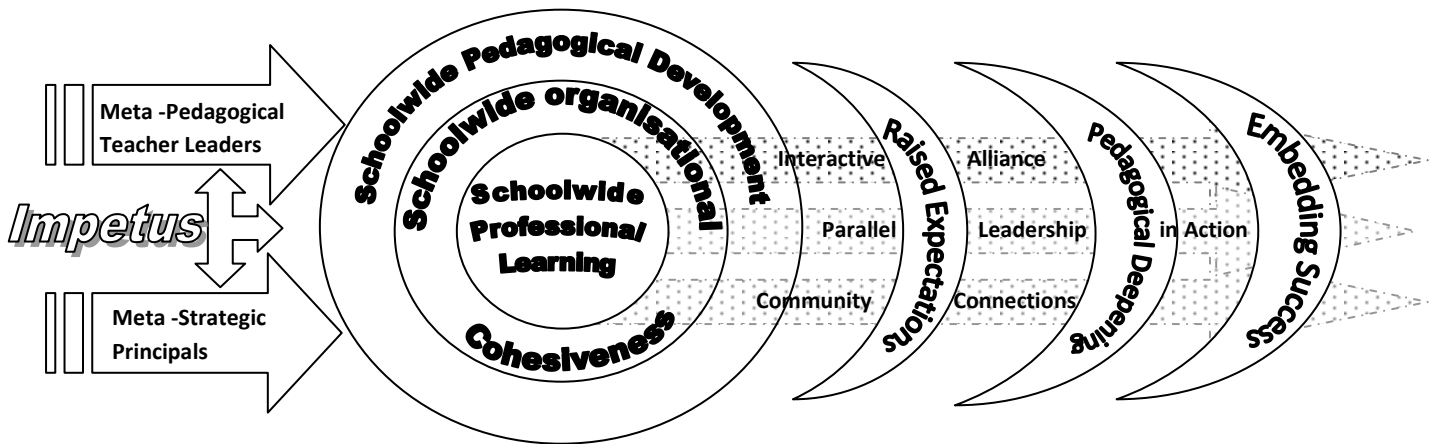 Meta -Pedagogical
Teacher Leaders
Impetus
Meta -Strategic
Principals
Schoolwide Pedagogical Development
Schoolwide organisational
Cohesiveness
Schoolwide
Professional
Learning
Interactive
Alliance
Parallel
Leadership
in Action
Community
Connections
Raised Expectations
Pedagogical Deepening
Embedding Success